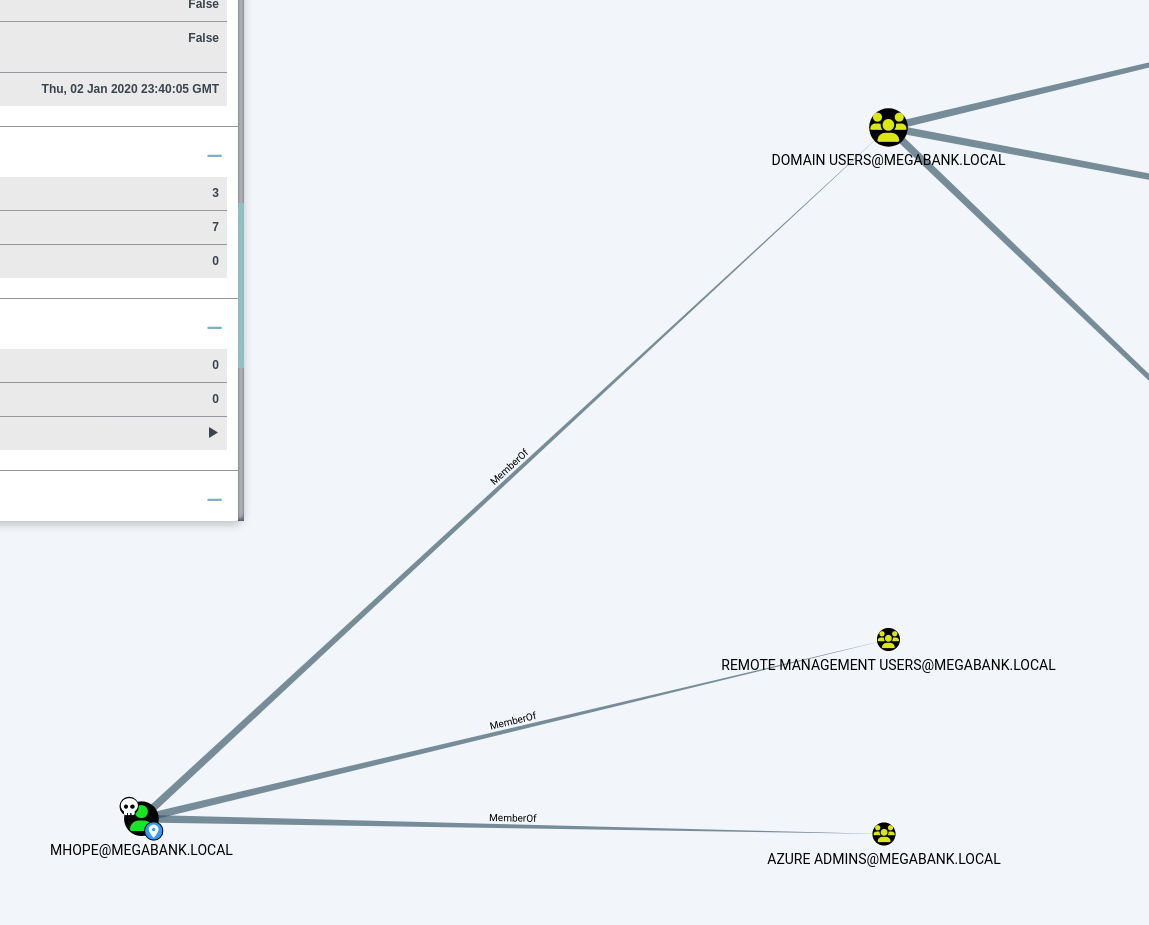 False
False
Thu, 02 Jan 2020 23:40:05 GMT
3
7
0
0
0
DOMAIN USERS@MEGABANK.LOCAL
MemberOf
REMOTE MANAGEMENT USERS@MEGABANK.LOCAL
MemberOf
MemberOf
MHOPE@MEGABANK.LOCAL
AZURE ADMINS@MEGABANK.LOCAL